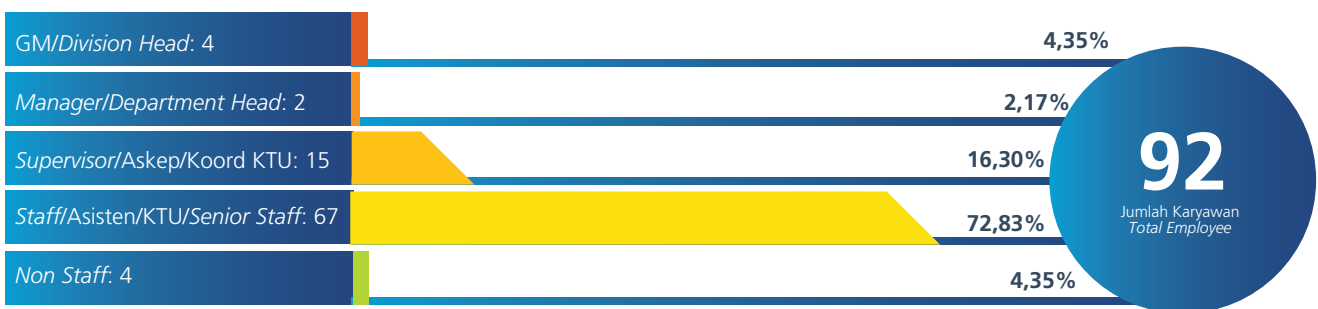 GM/Division Head: 4
4,35%
Manager/Department Head: 2
2,17%
Supervisor/Askep/Koord KTU: 15
16,30%
Staff/Asisten/KTU/Senior Staff: 67
72,83%
Non Staff: 4
4,35%
92
Jumlah Karyawan
Total Employee